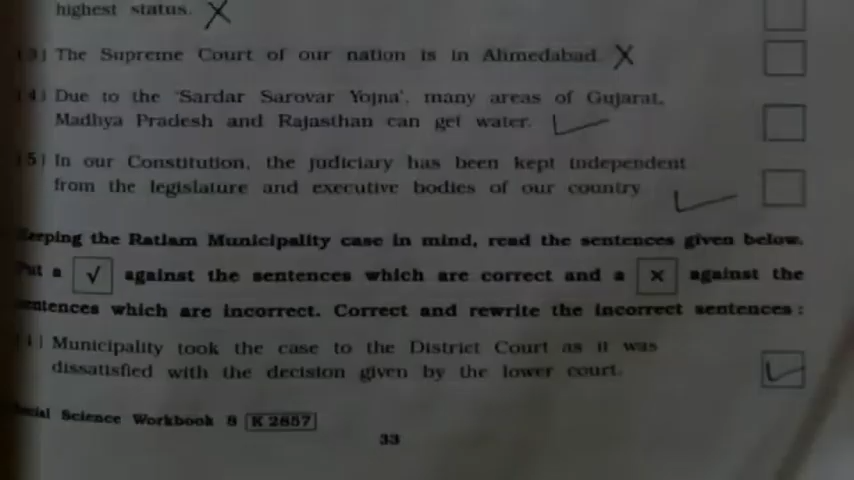 highest status. X
(3) The Supreme Court of our nation is in Ahmedabad. X
(4) Due to the 'Sardar Sarovar Yojna', many areas of Gujarat,
Madhya Pradesh and Rajasthan can get water. ✓
(5) In our Constitution, the judiciary has been kept independent
from the legislature and executive bodies of our country ✓
Keeping the Ratlam Municipality case in mind, read the sentences given below.
Put a √ against the sentences which are correct and a × against the
sentences which are incorrect. Correct and rewrite the incorrect sentences :
(1) Municipality took the case to the District Court as it was
dissatisfied with the decision given by the lower court. ✓
Social Science Workbook 8 K 2857
33